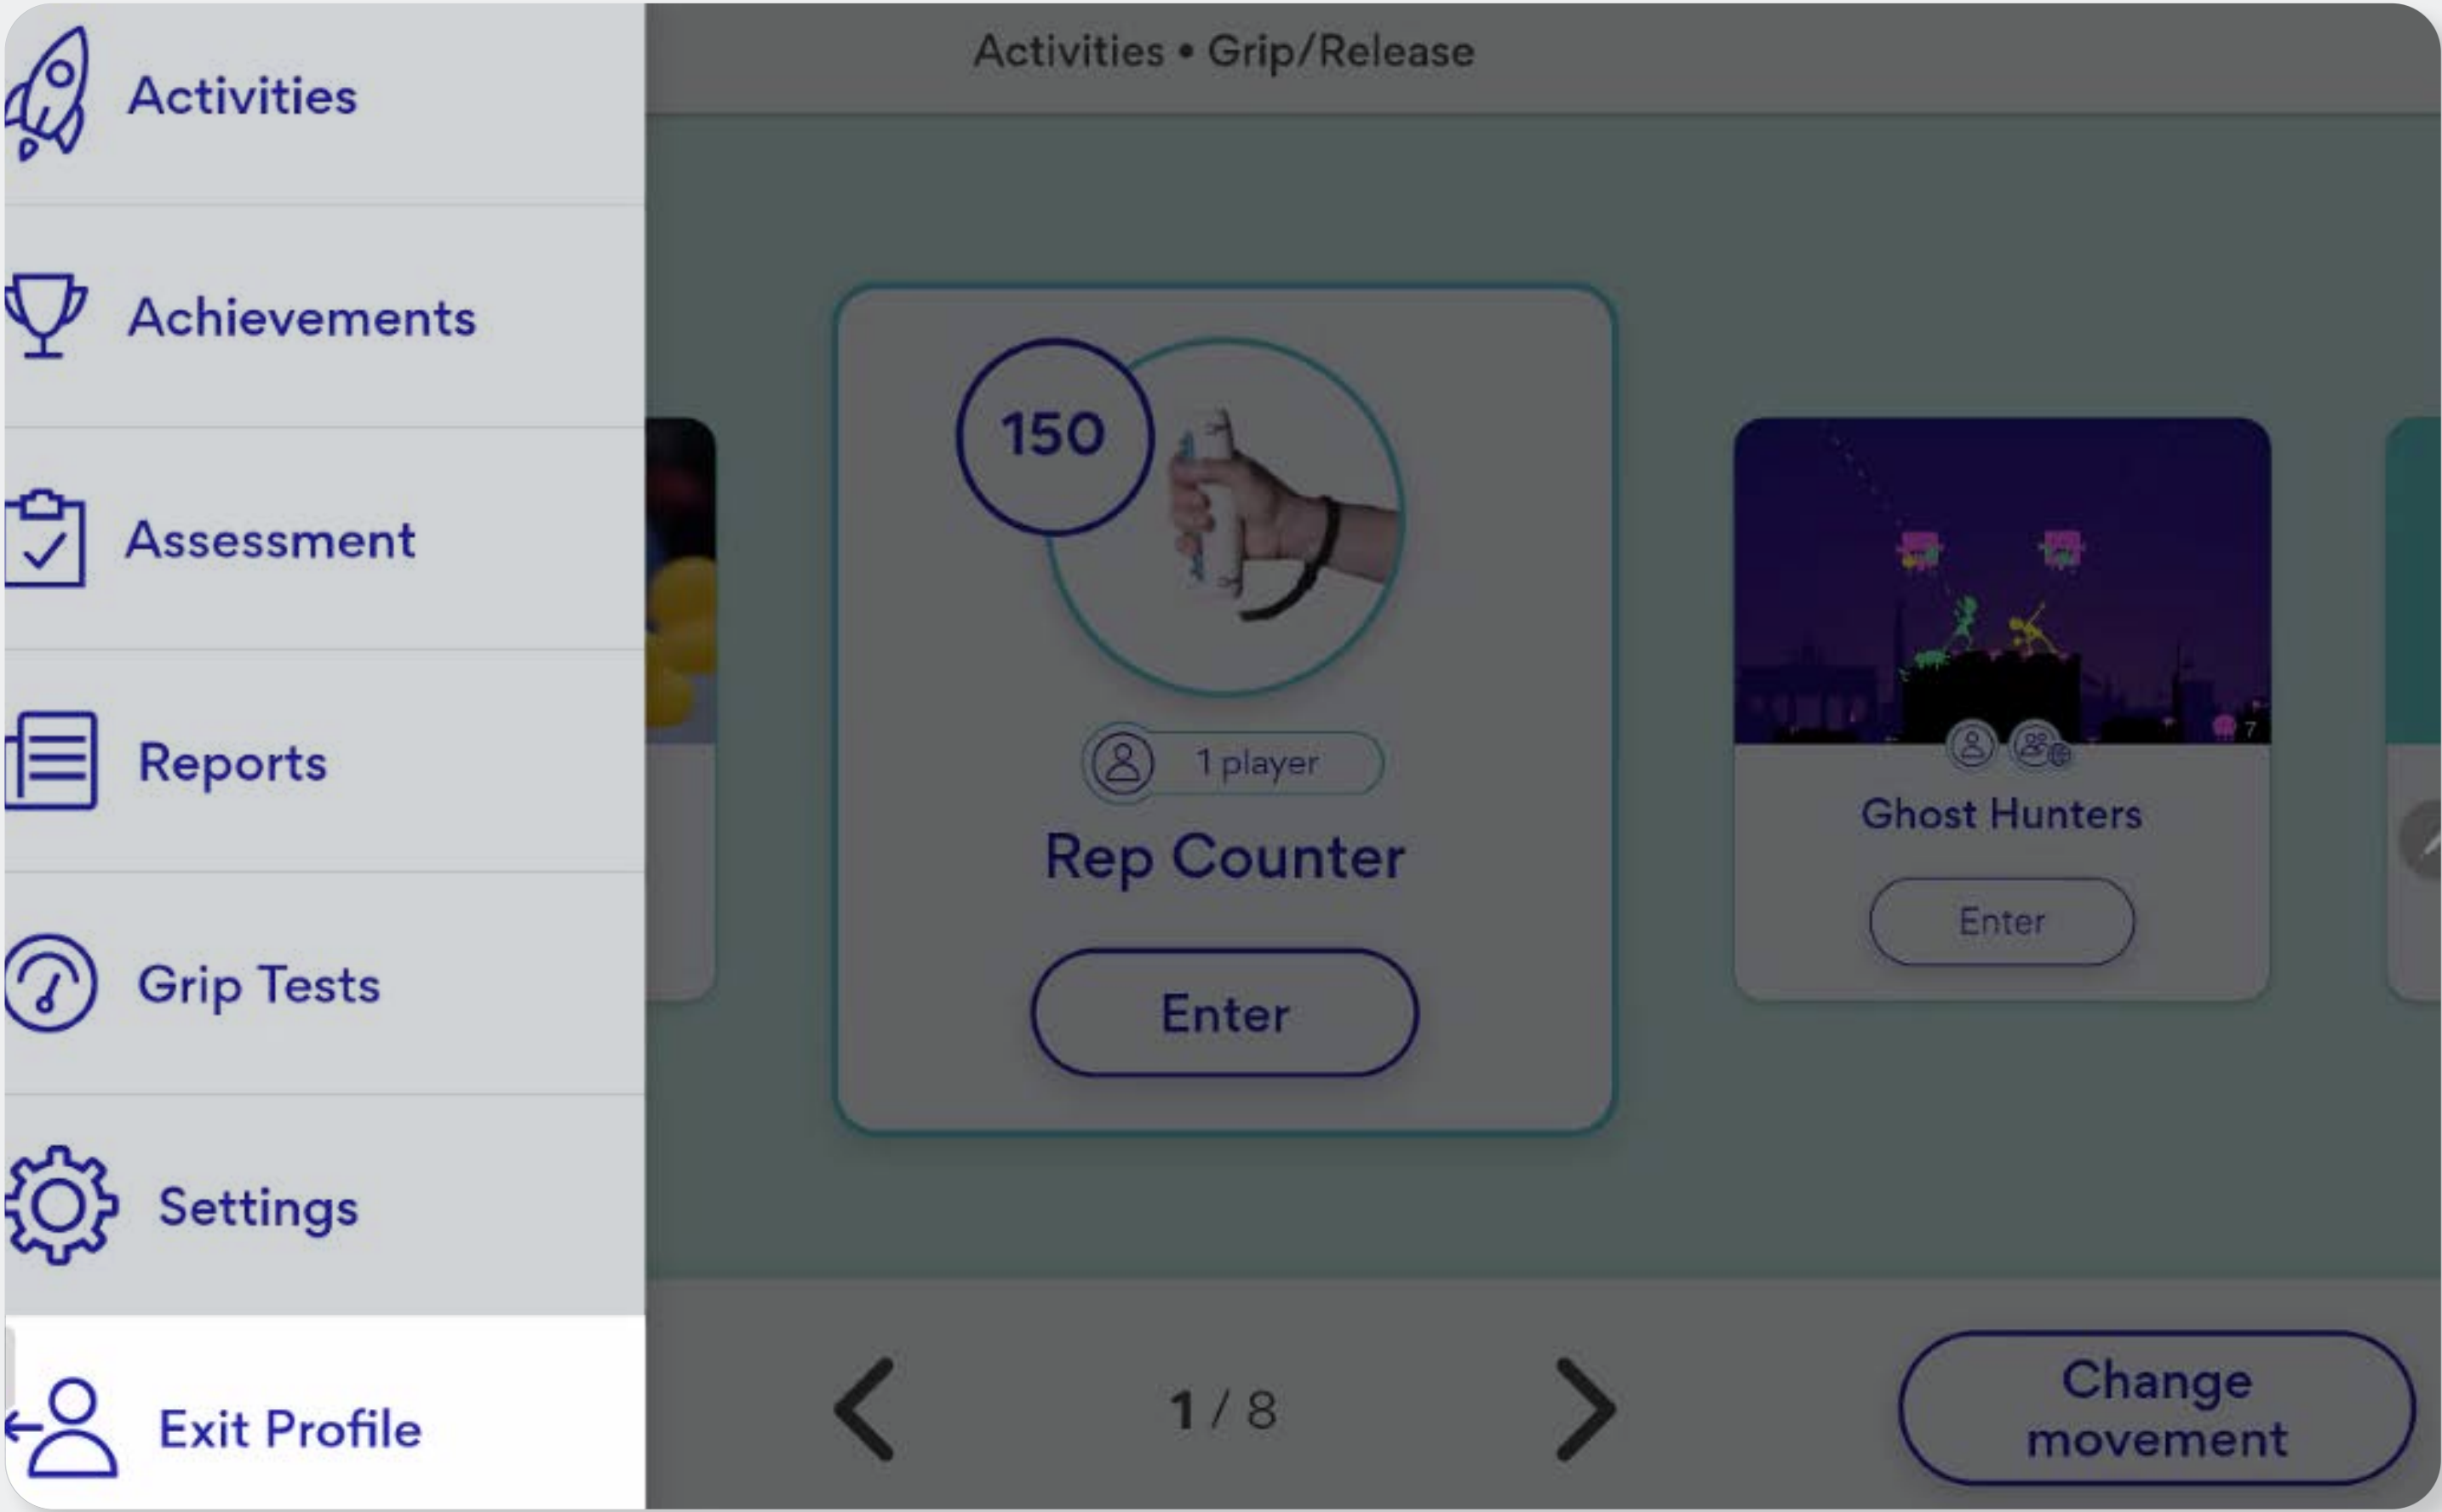 Activities
Achievements
Assessment
Reports
Grip Tests
Settings
Exit Profile
Activities • Grip/Release
150
1 player
Rep Counter
Enter
7
Ghost Hunters
Enter
1 / 8
Change
movement